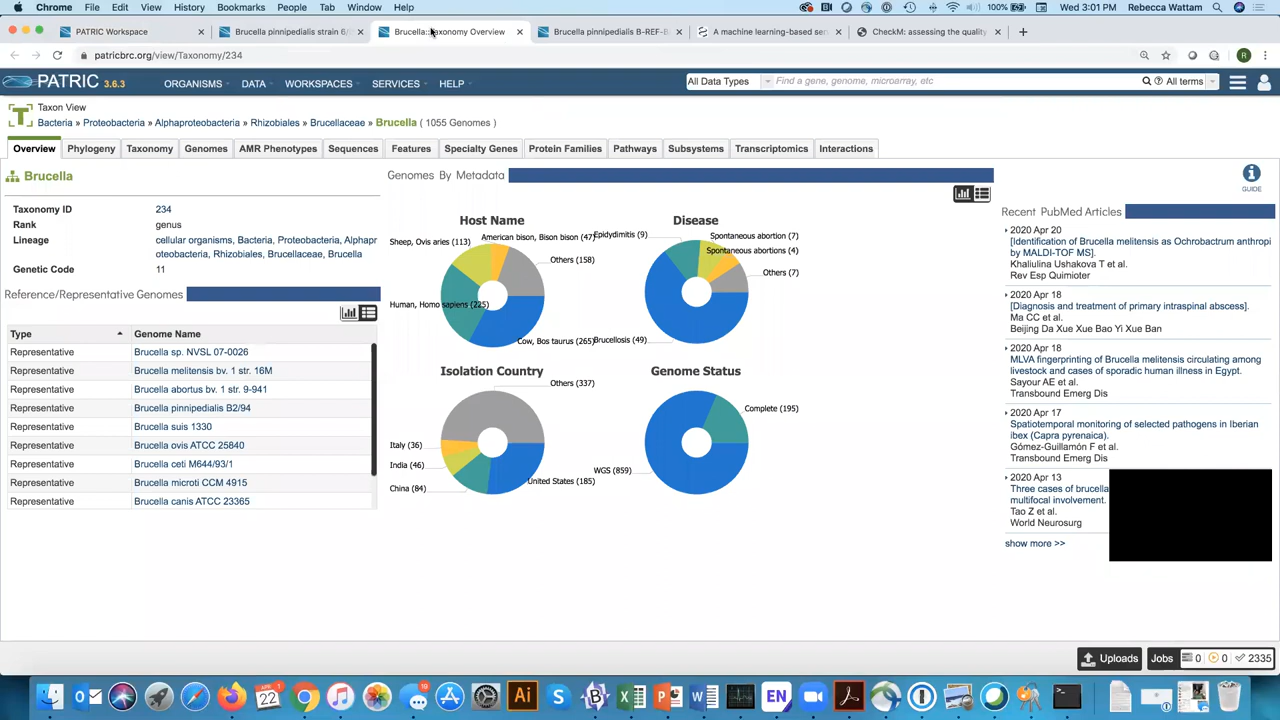 Chrome File Edit View History Bookmarks People Tab Window Help 100% Wed 3:01 PM Rebecca Wattam
PATRIC Workspace
Brucella pinnipedialis strain 6/
Brucella::Taxonomy Overview
Brucella pinnipedialis B-REF-B
A machine learning-based ser
CheckM: assessing the quality
patricbrc.org/view/Taxonomy/234
R
PATRIC 3.6.3 ORGANISMS DATA WORKSPACES SERVICES HELP All Data Types Find a gene, genome, microarray, etc All terms
Taxon View
Bacteria » Proteobacteria » Alphaproteobacteria » Rhizobiales » Brucellaceae » Brucella ( 1055 Genomes )
Overview Phylogeny Taxonomy Genomes AMR Phenotypes Sequences Features Specialty Genes Protein Families Pathways Subsystems Transcriptomics Interactions
Brucella
Taxonomy ID 234
Rank genus
Lineage cellular organisms, Bacteria, Proteobacteria, Alphapr
oteobacteria, Rhizobiales, Brucellaceae, Brucella
Genetic Code 11
Reference/Representative Genomes
Type Genome Name
Representative Brucella sp. NVSL 07-0026
Representative Brucella melitensis bv. 1 str. 16M
Representative Brucella abortus bv. 1 str. 9-941
Representative Brucella pinnipedialis B2/94
Representative Brucella suis 1330
Representative Brucella ovis ATCC 25840
Representative Brucella ceti M644/93/1
Representative Brucella microti CCM 4915
Representative Brucella canis ATCC 23365
Genomes By Metadata
Host Name
Sheep, Ovis aries (113)
American bison, Bison bison (47)
Others (158)
Human, Homo sapiens (225)
Cow, Bos taurus (265)
Disease
Epidydimitis (9)
Spontaneous abortion (7)
Spontaneous abortions (4)
Others (7)
Brucellosis (49)
Isolation Country
Others (337)
Italy (36)
India (46)
China (84)
United States (185)
Genome Status
Complete (195)
WGS (859)
GUIDE
Recent PubMed Articles
2020 Apr 20
[Identification of Brucella melitensis as Ochrobactrum anthropi
by MALDI-TOF MS].
Khaliulina Ushakova T et al.
Rev Esp Quimioter
2020 Apr 18
[Diagnosis and treatment of primary intraspinal abscess].
Ma CC et al.
Beijing Da Xue Xue Bao Yi Xue Ban
2020 Apr 18
MLVA fingerprinting of Brucella melitensis circulating among
livestock and cases of sporadic human illness in Egypt.
Sayour AE et al.
Transbound Emerg Dis
2020 Apr 17
Spatiotemporal monitoring of selected pathogens in Iberian
ibex (Capra pyrenaica).
Gómez-Guillamón F et al.
Transbound Emerg Dis
2020 Apr 13
Three cases of brucella
multifocal involvement.
Tao Z et al.
World Neurosurg
show more >>
Uploads Jobs 0 0 2335
APR 22 1 19 Ai S X P W EN